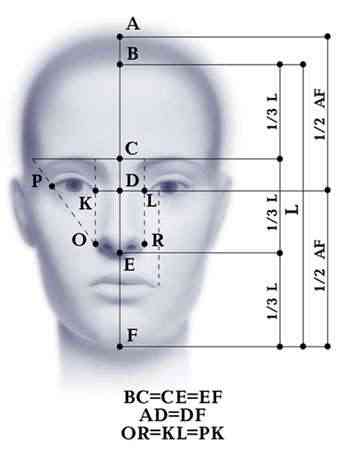 A
B
1/3 L
1/2 AF
C
P
D
K
L
1/3 L
L
O
R
E
1/3 L
1/2 AF
F
BC=CE=EF
AD=DF
OR=KL=PK